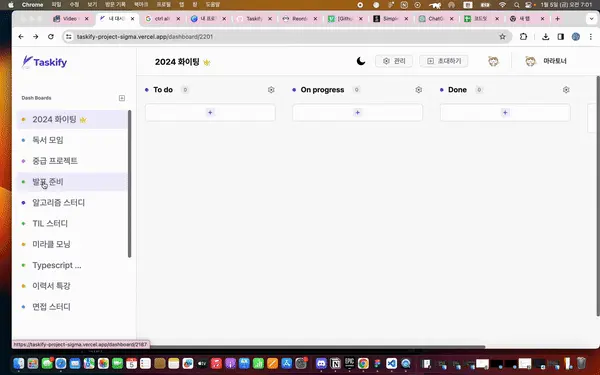 Chrome 파일 수정 보기 방문 기록 북마크 프로필 탭 창 도움말 1월 5일 (금) 오후 7:01
Video 내 대시 ctrl alt 내 프로 Taskify [Github Simple ChatG 코드잇 새 탭
taskify-project-sigma.vercel.app/dashboard/2201
Taskify
2024 화이팅
관리
초대하기
마라토너
Dash Boards
To do 0
On progress 0
Done 0
2024 화이팅
독서 모임
중급 프로젝트
발표 준비
알고리즘 스터디
TIL 스터디
미라클 모닝
Typescript ...
이력서 특강
면접 스터디
https://taskify-project-sigma.vercel.app/dashboard/2187